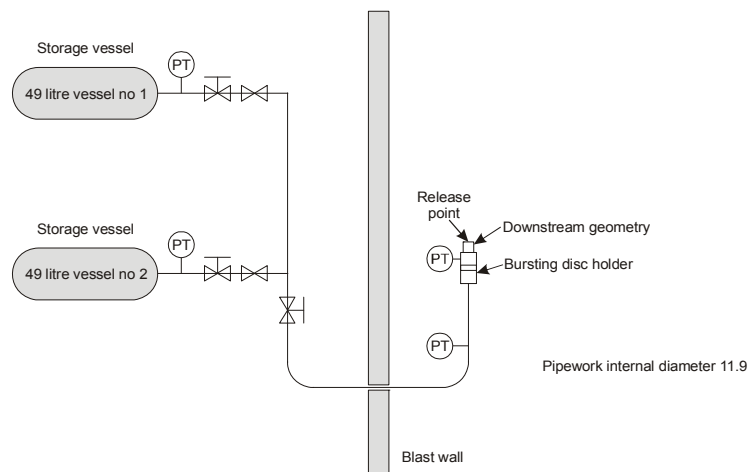 Storage vessel
PT
49 litre vessel no 1
Storage vessel
PT
49 litre vessel no 2
Release
point
Downstream geometry
PT
Bursting disc holder
PT
Pipework internal diameter 11.9
Blast wall